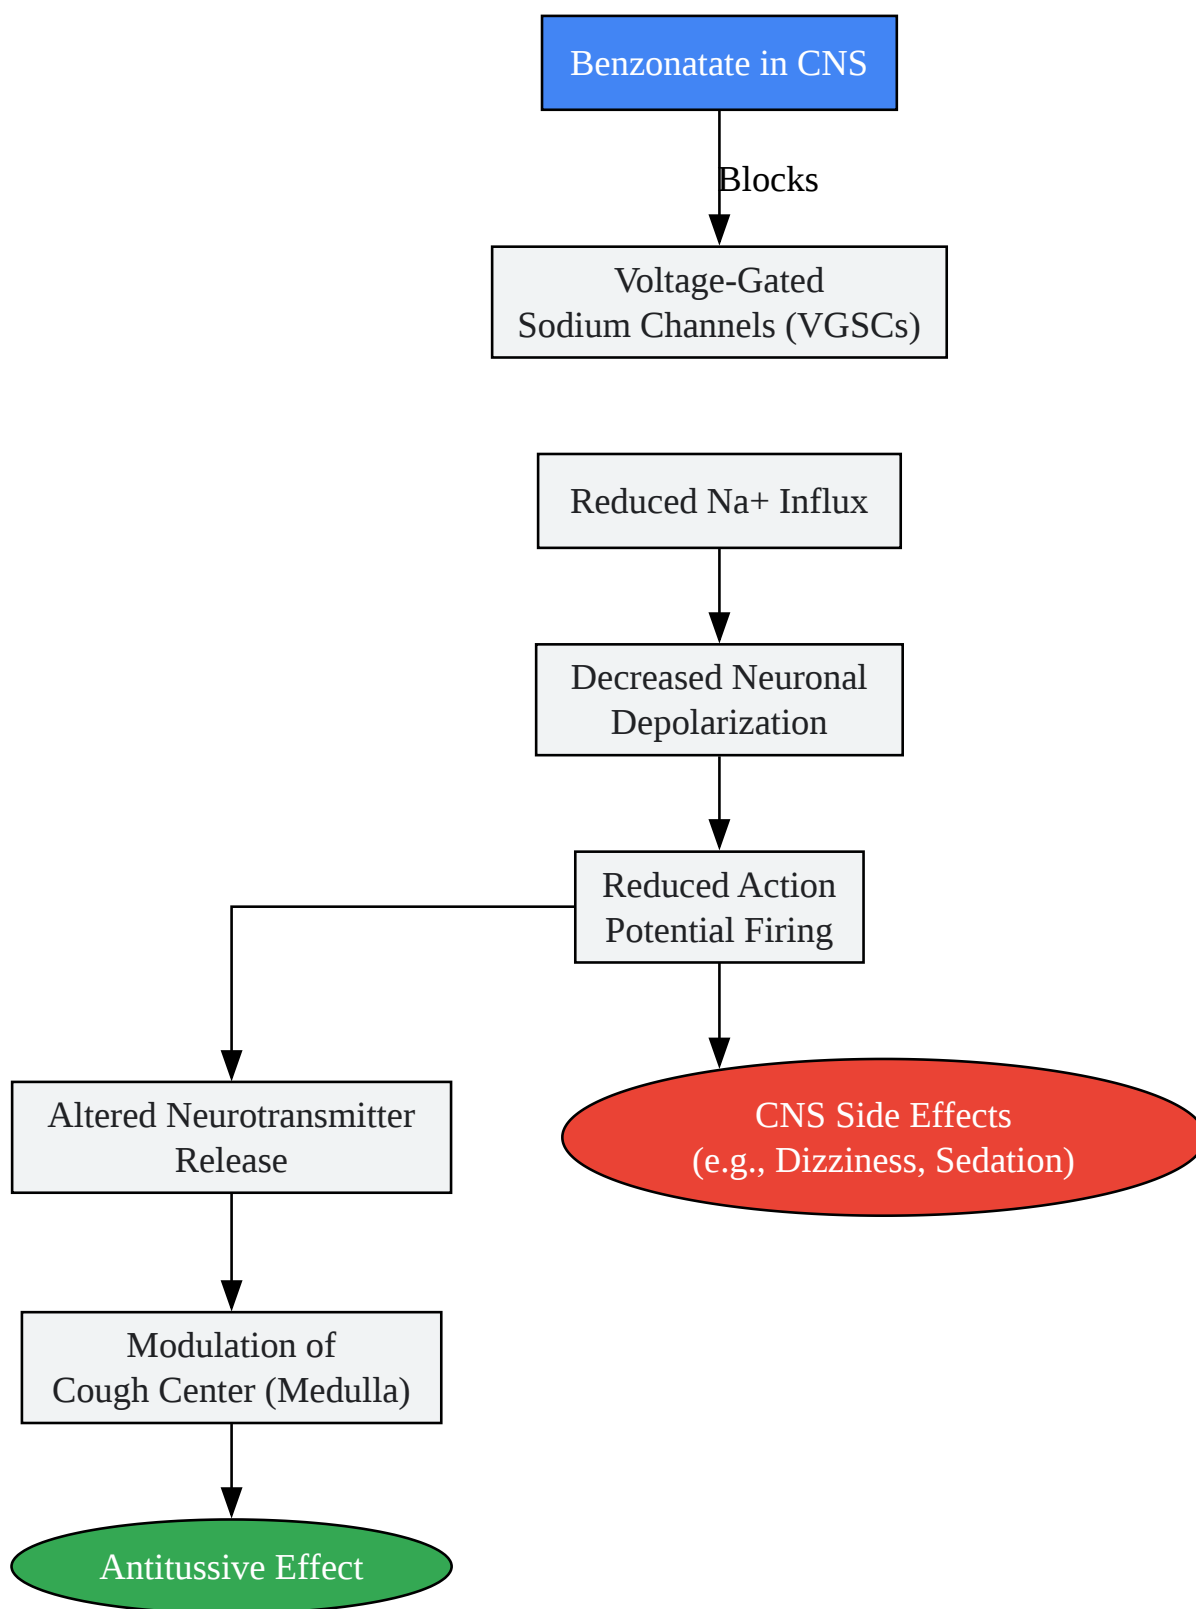 Benzonatate in CNS
Blocks
Voltage-Gated
Sodium Channels (VGSCs)
Reduced Na+ Influx
Decreased Neuronal
Depolarization
Reduced Action
Potential Firing
Altered Neurotransmitter
Release
CNS Side Effects
(e.g., Dizziness, Sedation)
Modulation of
Cough Center (Medulla)
Antitussive Effect